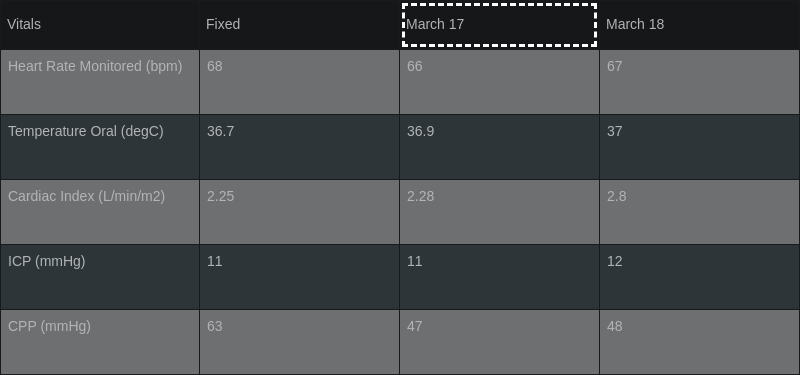 Vitals Fixed March 17 March 18
Heart Rate Monitored (bpm) 68 66 67
Temperature Oral (degC) 36.7 36.9 37
Cardiac Index (L/min/m2) 2.25 2.28 2.8
ICP (mmHg) 11 11 12
CPP (mmHg) 63 47 48